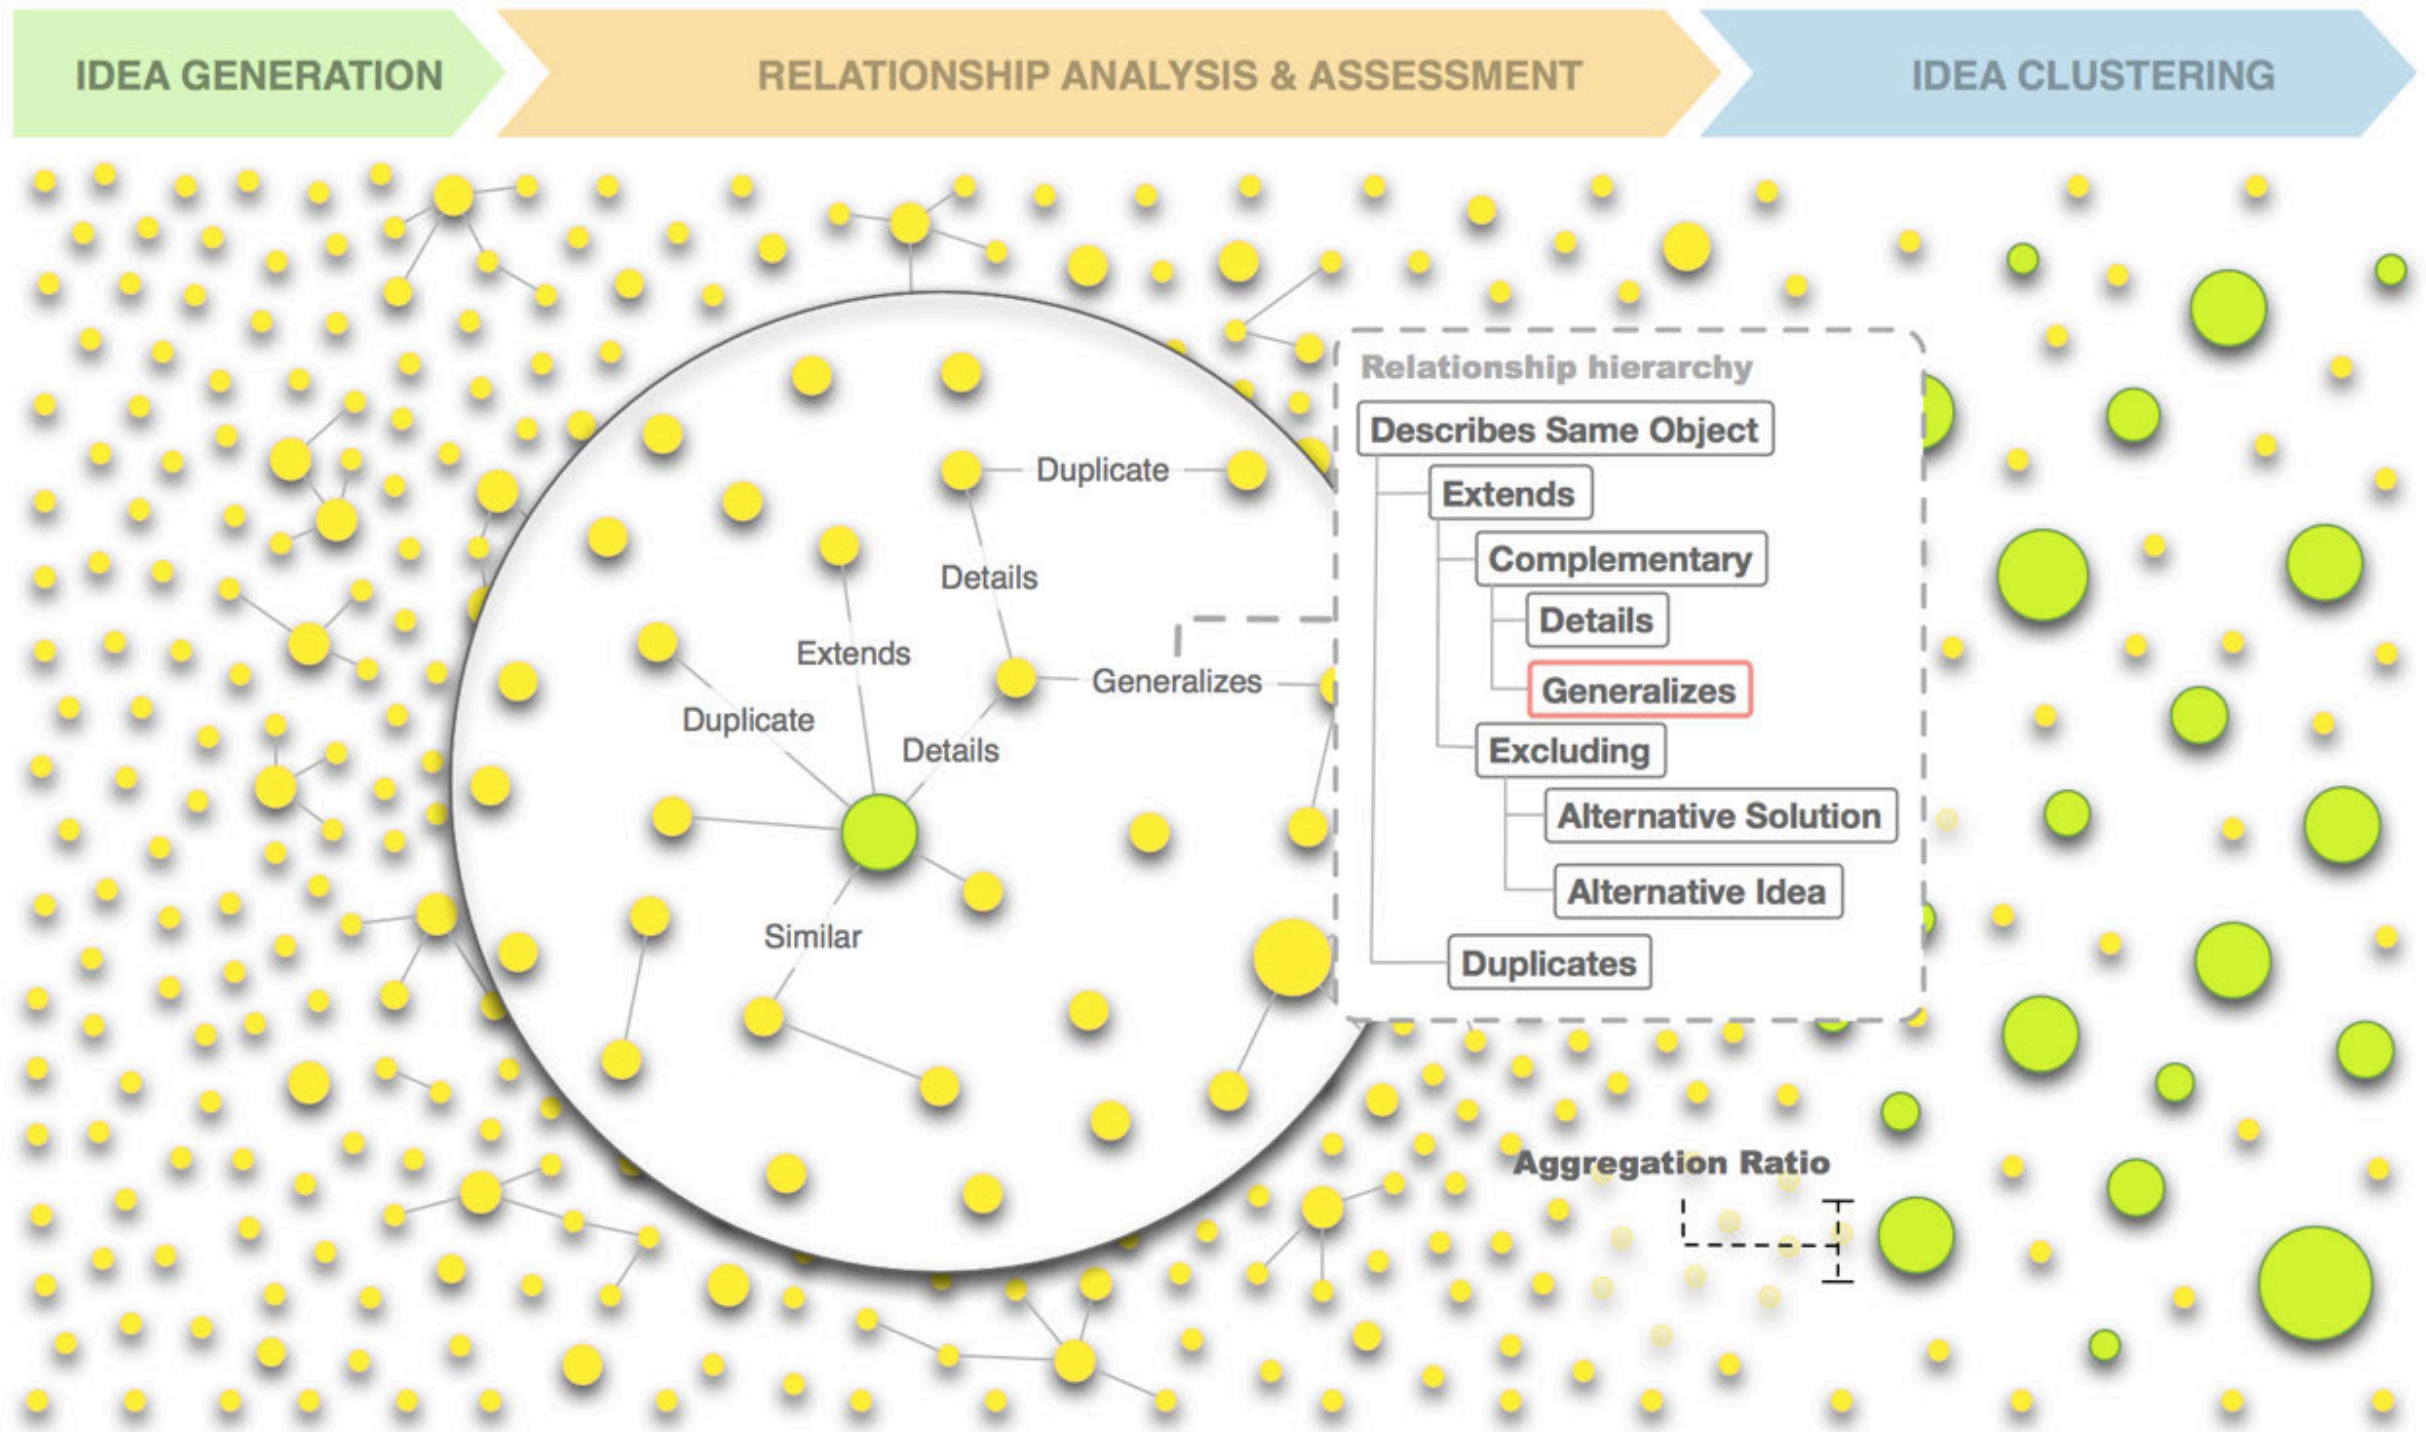 IDEA GENERATION
RELATIONSHIP ANALYSIS & ASSESSMENT
IDEA CLUSTERING
Relationship hierarchy
Describes Same Object
Extends
Complementary
Details
Generalizes
Excluding
Alternative Solution
Alternative Idea
Duplicates
Duplicate
Details
Extends
Generalizes
Duplicate
Details
Similar
Aggregation Ratio